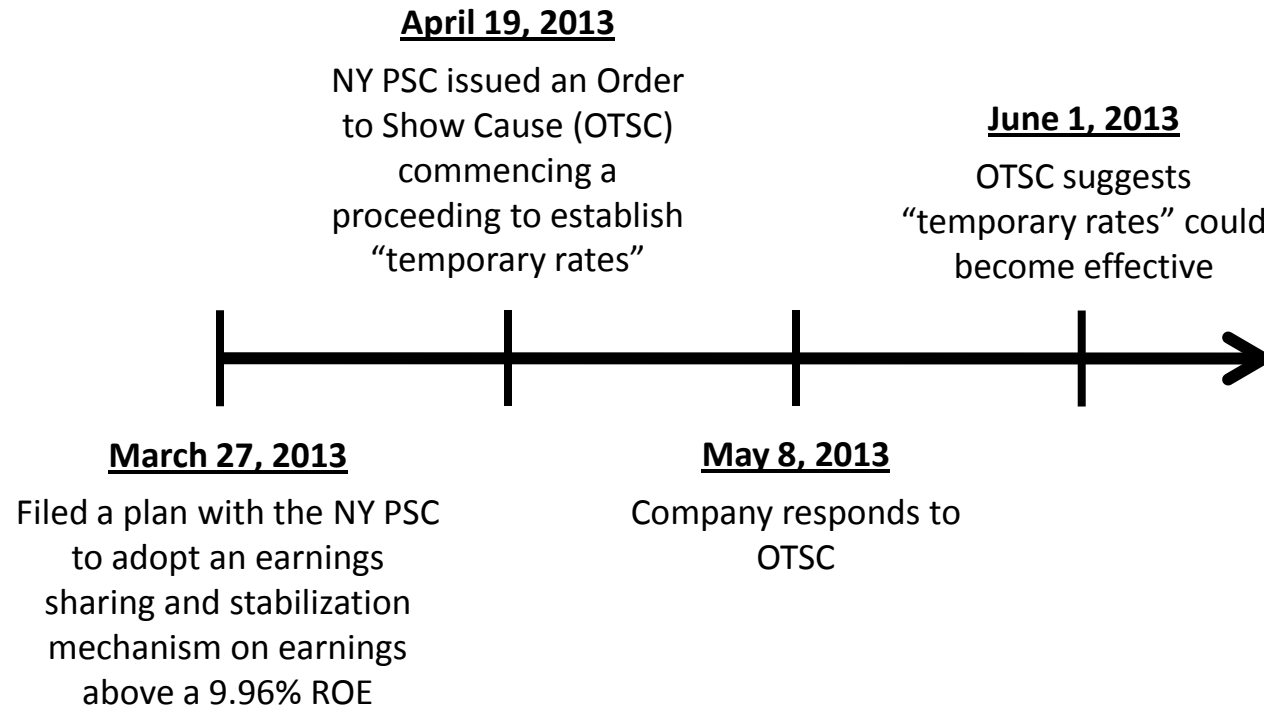 April 19, 2013
NY PSC issued an Order
to Show Cause (OTSC)
commencing a
proceeding to establish
“temporary rates”
June 1, 2013
OTSC suggests
“temporary rates” could
become effective
March 27, 2013
Filed a plan with the NY PSC
to adopt an earnings
sharing and stabilization
mechanism on earnings
above a 9.96% ROE
May 8, 2013
Company responds to
OTSC